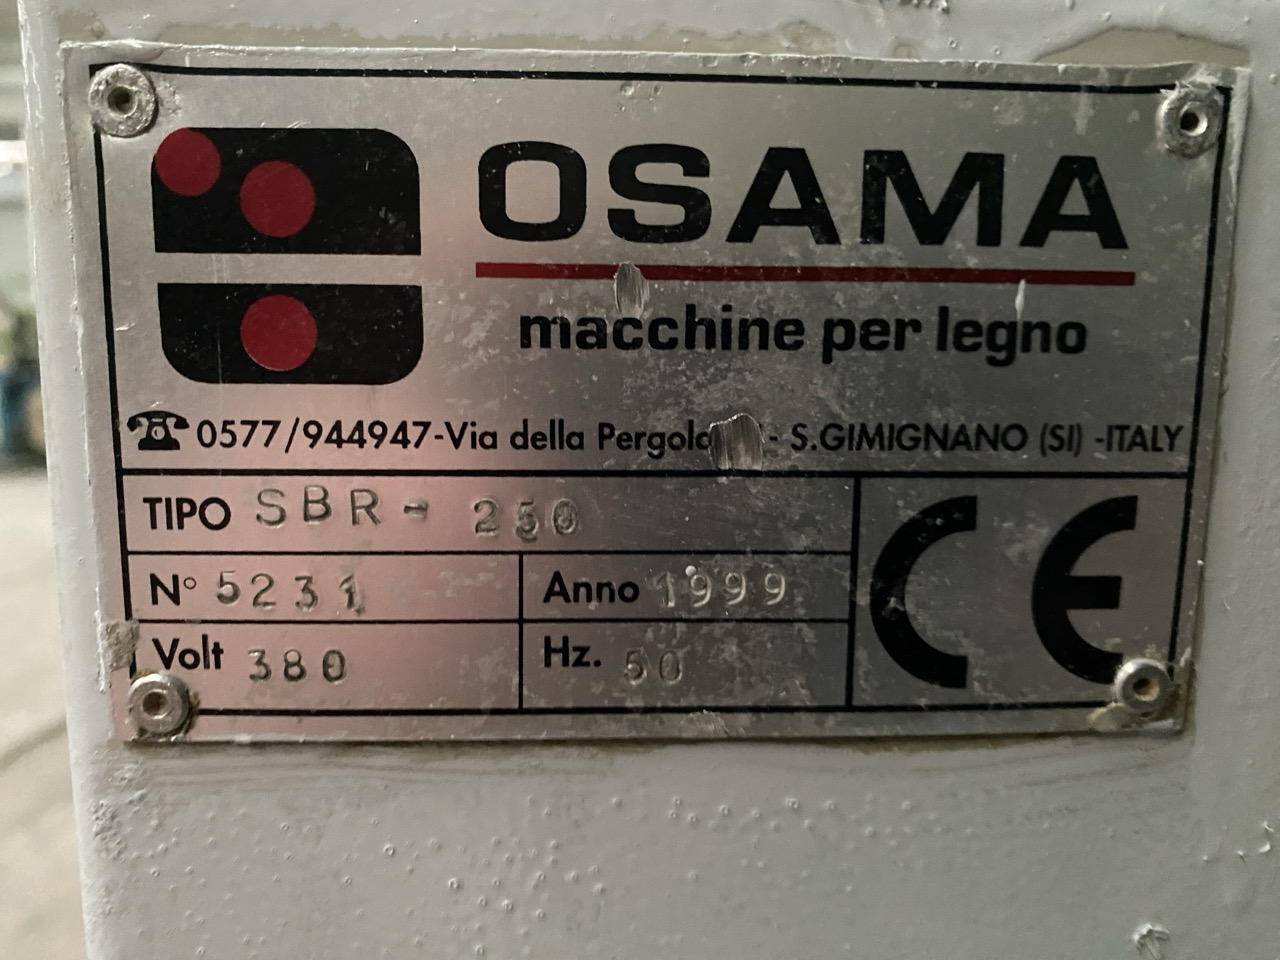 OSAMA
macchine per legno
0577/944947-Via della - S.GIMIGNANO (SI) -ITALY
TIPO SBR- 250
N° 5231 Anno 1999
Volt 380 Hz. 50
CE